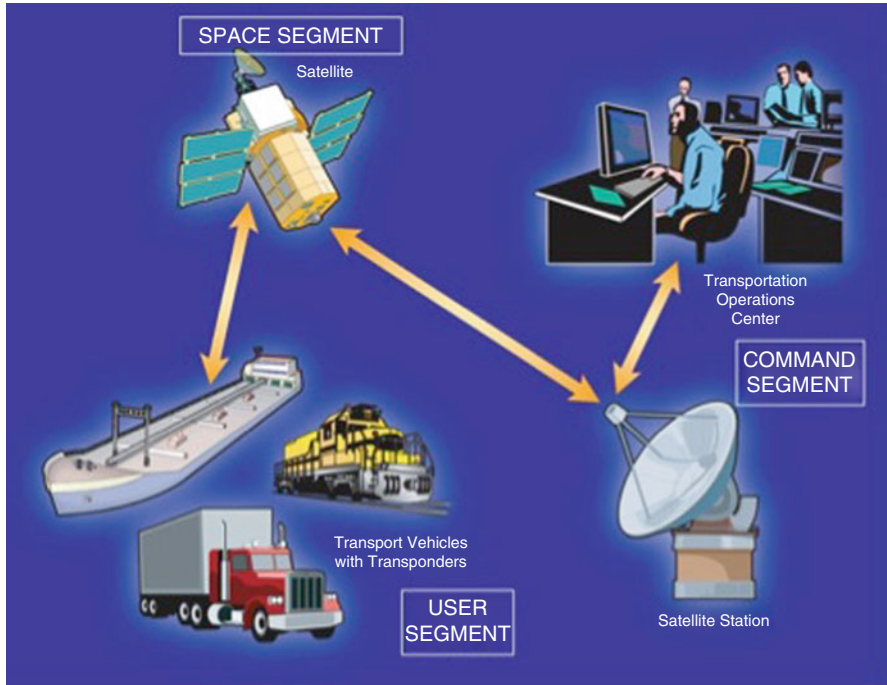 SPACE SEGMENT
Satellite
Transportation
Operations
Center
COMMAND
SEGMENT
Transport Vehicles
with Transponders
USER
SEGMENT
Satellite Station